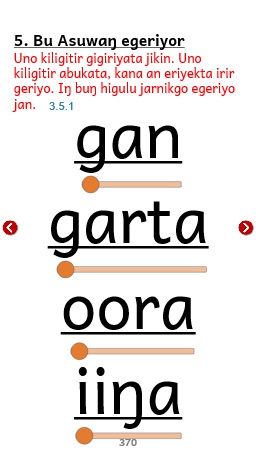 5. Bu Asuwaŋ egeriyor
Uno kiligitir gigiriyata jikin. Uno
kiligitir abukata, kana an eriyekta irir
geriyo. Iŋ buŋ higulu jarnikgo egeriyo
jan. 3.5.1
gan
garta
oora
iiŋa
370